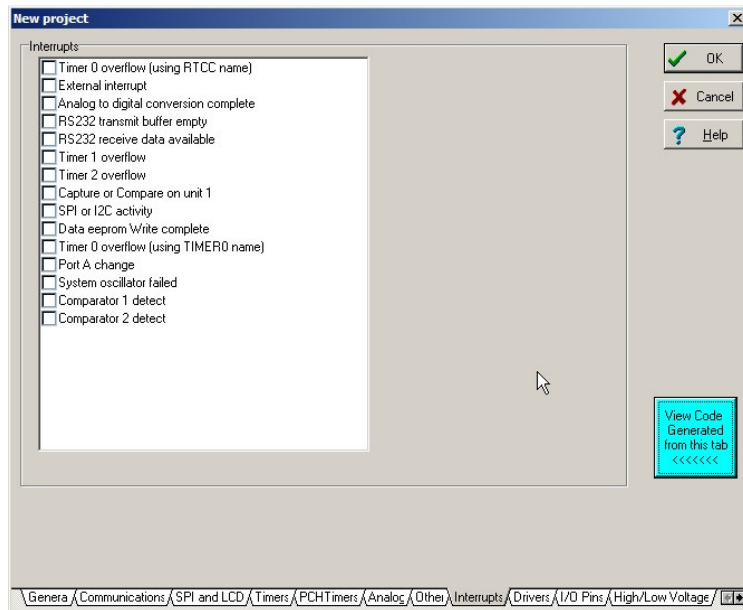 New project
Interrupts
Timer 0 overflow (using RTCC name)
External interrupt
Analog to digital conversion complete
RS232 transmit buffer empty
RS232 receive data available
Timer 1 overflow
Timer 2 overflow
Capture or Compare on unit 1
SPI or I2C activity
Data eeprom Write complete
Timer 0 overflow (using TIMER0 name)
Port A change
System oscillator failed
Comparator 1 detect
Comparator 2 detect
OK
Cancel
Help
View Code
Generated
from this tab
<<<<<<<
Genera Communications SPI and LCD Timers PCHTimers Analog Other Interrupts Drivers I/O Pins High/Low Voltage